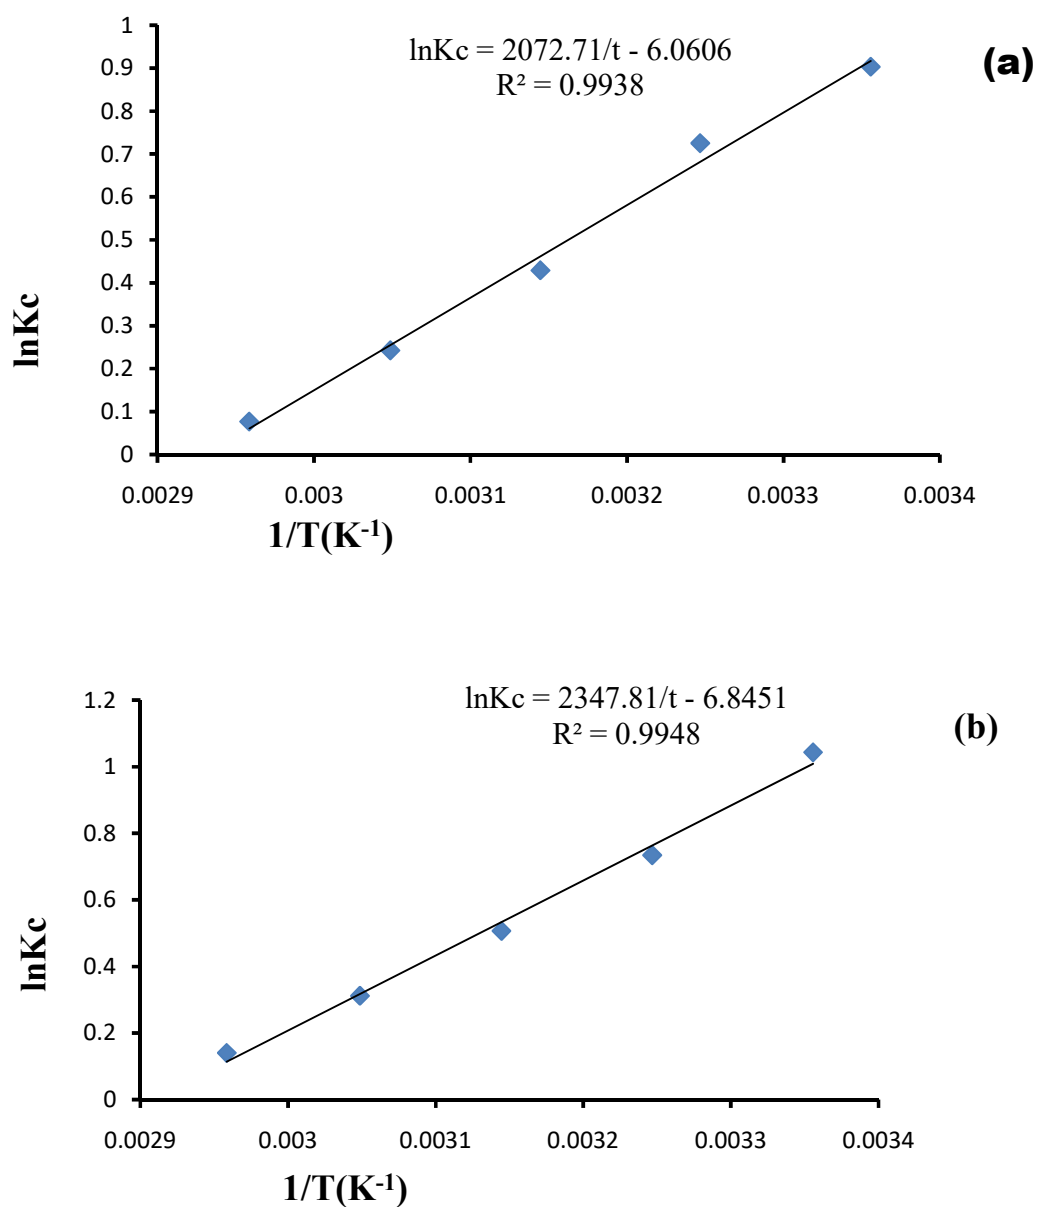 lnKc = 2072.71/t - 6.0606
R² = 0.9938
(a)
1
0.9
0.8
0.7
0.6
0.5
0.4
0.3
0.2
0.1
0
lnKc
0.0029 0.003 0.0031 0.0032 0.0033 0.0034
1/T(K⁻¹)
lnKc = 2347.81/t - 6.8451
R² = 0.9948
(b)
1.2
1
0.8
0.6
0.4
0.2
0
lnKc
0.0029 0.003 0.0031 0.0032 0.0033 0.0034
1/T(K⁻¹)